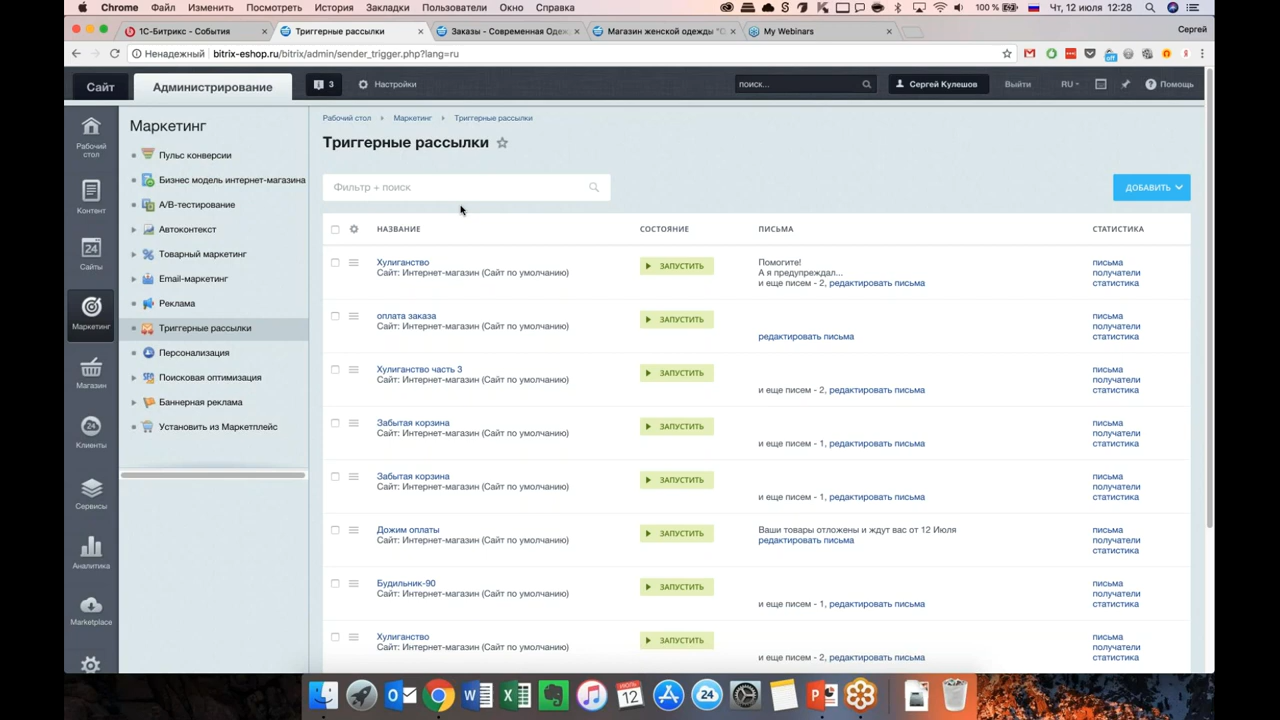 Chrome Файл Изменить Посмотреть История Закладки Пользователи Окно Справка 100 % Чт, 12 июля 12:28
1С-Битрикс - События × Триггерные рассылки × Заказы - Современная Одеж × Магазин женской одежды "С × My Webinars × Сергей
Ненадежный bitrix-eshop.ru/bitrix/admin/sender_trigger.php?lang=ru
Сайт Администрирование 3 Настройки поиск... Сергей Кулешов Выйти RU Помощь
Рабочий стол
Контент
24
Сайты
Маркетинг
Магазин
24
Клиенты
Сервисы
Аналитика
Marketplace
Маркетинг
Пульс конверсии
Бизнес модель интернет-магазина
A/B-тестирование
Автоконтекст
Товарный маркетинг
Email-маркетинг
Реклама
Триггерные рассылки
Персонализация
Поисковая оптимизация
Баннерная реклама
Установить из Маркетплейс
Рабочий стол Маркетинг Триггерные рассылки
Триггерные рассылки
Фильтр + поиск ДОБАВИТЬ
НАЗВАНИЕ СОСТОЯНИЕ ПИСЬМА СТАТИСТИКА
Хулиганство ЗАПУСТИТЬ Помогите! письма
Сайт: Интернет-магазин (Сайт по умолчанию) А я предупреждал... получатели
и еще писем - 2, редактировать письма статистика
оплата заказа ЗАПУСТИТЬ письма
Сайт: Интернет-магазин (Сайт по умолчанию) получатели
редактировать письма статистика
Хулиганство часть 3 ЗАПУСТИТЬ письма
Сайт: Интернет-магазин (Сайт по умолчанию) получатели
и еще писем - 2, редактировать письма статистика
Забытая корзина ЗАПУСТИТЬ письма
Сайт: Интернет-магазин (Сайт по умолчанию) получатели
и еще писем - 1, редактировать письма статистика
Забытая корзина ЗАПУСТИТЬ письма
Сайт: Интернет-магазин (Сайт по умолчанию) получатели
и еще писем - 1, редактировать письма статистика
Дожим оплаты ЗАПУСТИТЬ Ваши товары отложены и ждут вас от 12 Июля письма
Сайт: Интернет-магазин (Сайт по умолчанию) редактировать письма получатели
статистика
Будильник-90 ЗАПУСТИТЬ письма
Сайт: Интернет-магазин (Сайт по умолчанию) получатели
и еще писем - 1, редактировать письма статистика
Хулиганство ЗАПУСТИТЬ письма
Сайт: Интернет-магазин (Сайт по умолчанию) получатели
и еще писем - 2, редактировать письма статистика
12 24